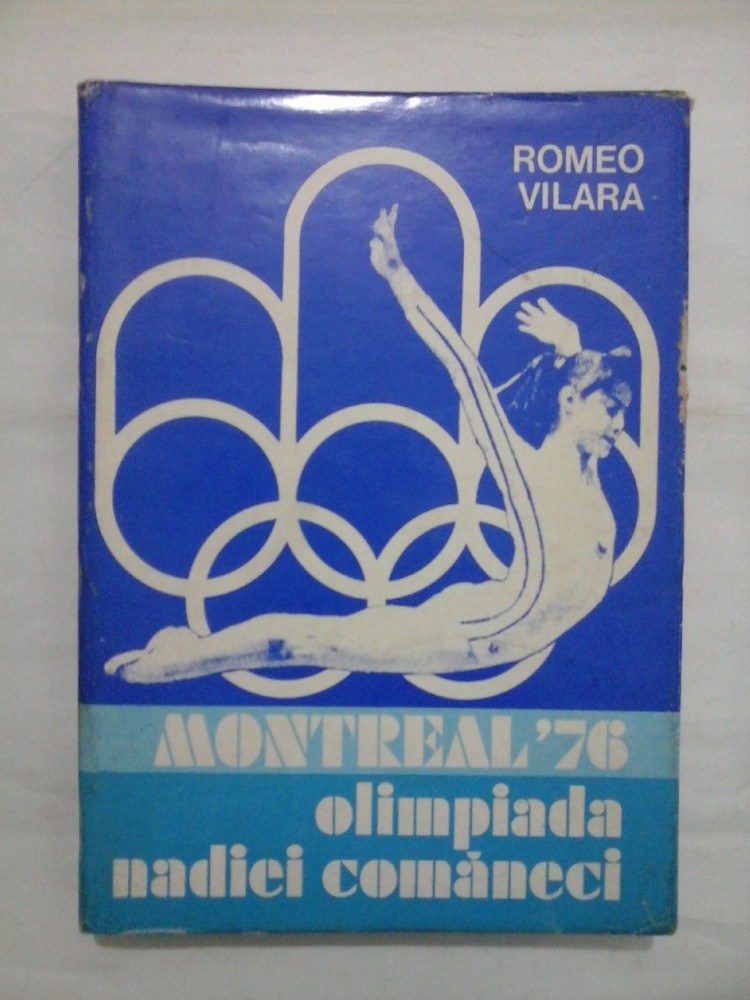 ROMEO
VILARA
MONTREAL '76
olimpiada
nadiei comăneci